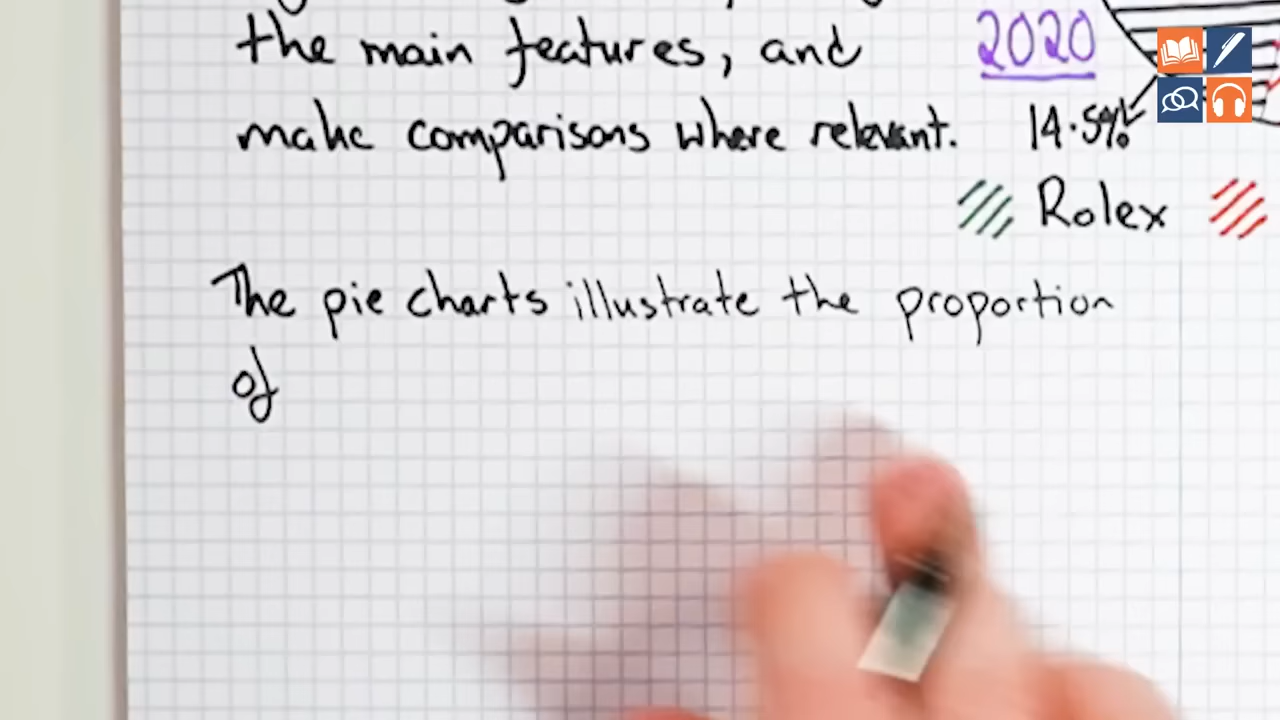 the main features, and
make comparisons where relevant.
2020
14.5%
Rolex
The pie charts illustrate the proportion
of